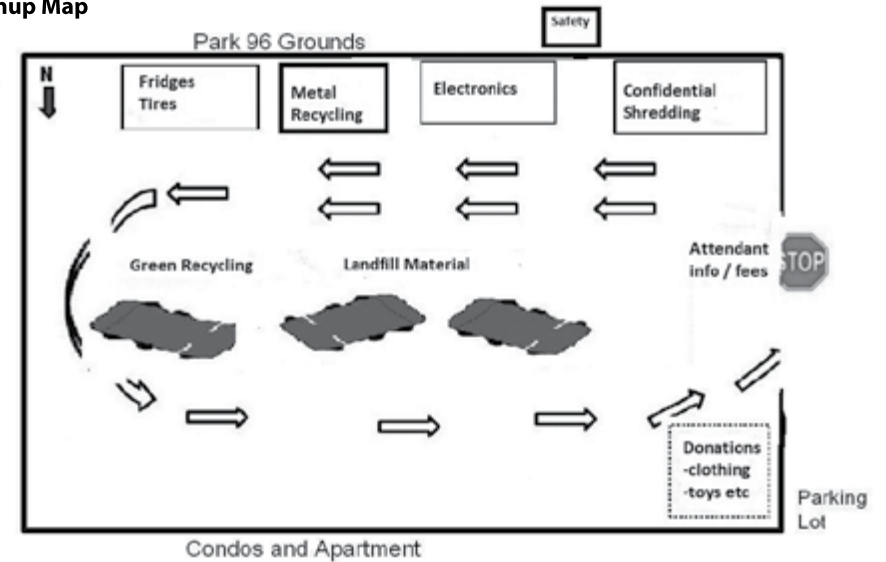 nup Map
Safety
Park 96 Grounds
N
Fridges
Tires
Metal
Recycling
Electronics
Confidential
Shredding
Attendant
info / fees
STOP
Green Recycling
Landfill Material
Donations
-clothing
-toys etc
Parking
Lot
Condos and Apartment